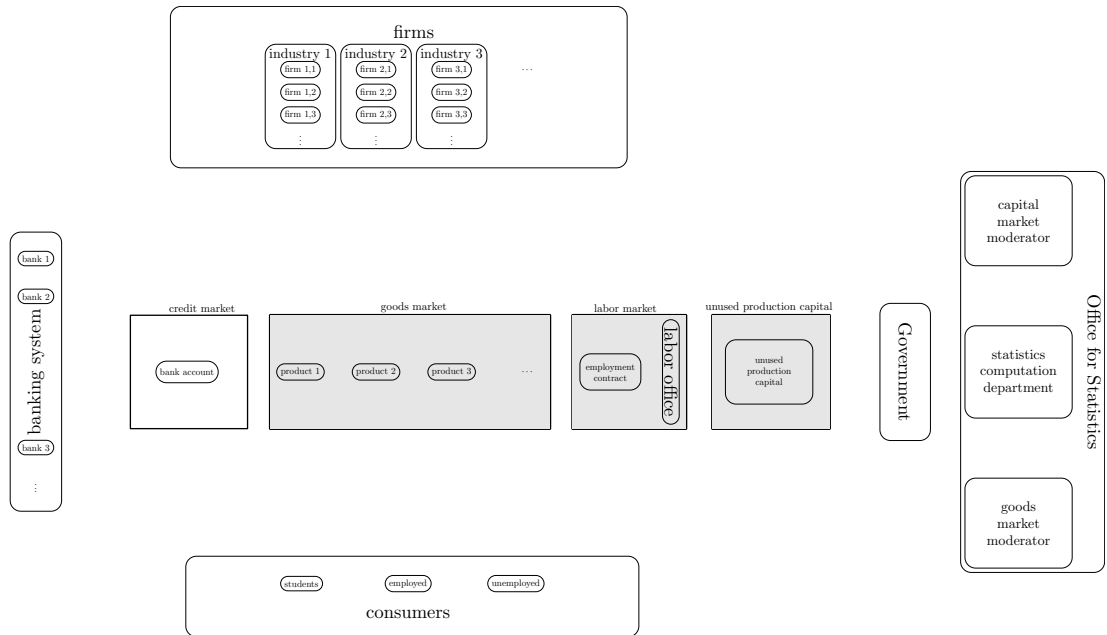 firms
industry 1
firm 1,1
firm 1,2
firm 1,3
⋮
industry 2
firm 2,1
firm 2,2
firm 2,3
⋮
industry 3
firm 3,1
firm 3,2
firm 3,3
⋮
...
bank 1
bank 2
banking system
bank 3
⋮
credit market
bank account
goods market
product 1
product 2
product 3
...
labor market
employment
contract
labor office
unused production capital
unused
production
capital
Government
capital
market
moderator
statistics
computation
department
goods
market
moderator
Office for Statistics
students
employed
unemployed
consumers